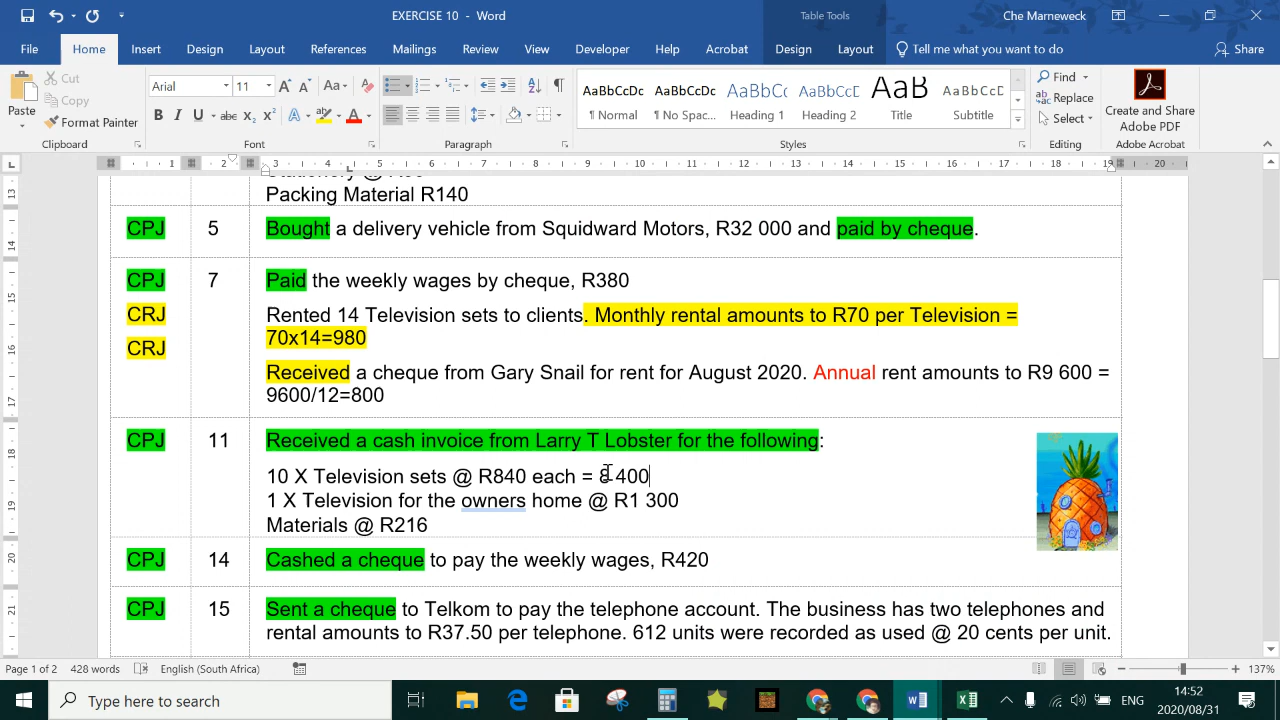 EXERCISE 10 - Word
Table Tools
Che Marneweck
File Home Insert Design Layout References Mailings Review View Developer Help Acrobat Design Layout Tell me what you want to do Share
Paste
Cut
Copy
Format Painter
Arial 11
AaBbCcDc AaBbCcDc AaBbCc AaBbCcD AaB AaBbCcD
¶ Normal ¶ No Spac... Heading 1 Heading 2 Title Subtitle
Find
Replace
Select
Create and Share
Adobe PDF
Clipboard Font Paragraph Styles Editing Adobe Acrobat
Packing Material R140
CPJ 5 Bought a delivery vehicle from Squidward Motors, R32 000 and paid by cheque.
CPJ 7 Paid the weekly wages by cheque, R380
CRJ Rented 14 Television sets to clients. Monthly rental amounts to R70 per Television =
70x14=980
CRJ
Received a cheque from Gary Snail for rent for August 2020. Annual rent amounts to R9 600 =
9600/12=800
CPJ 11 Received a cash invoice from Larry T Lobster for the following:
10 X Television sets @ R840 each = 8 400
1 X Television for the owners home @ R1 300
Materials @ R216
CPJ 14 Cashed a cheque to pay the weekly wages, R420
CPJ 15 Sent a cheque to Telkom to pay the telephone account. The business has two telephones and
rental amounts to R37.50 per telephone. 612 units were recorded as used @ 20 cents per unit.
Page 1 of 2 428 words English (South Africa) 137%
Type here to search
ENG
14:52
2020/08/31